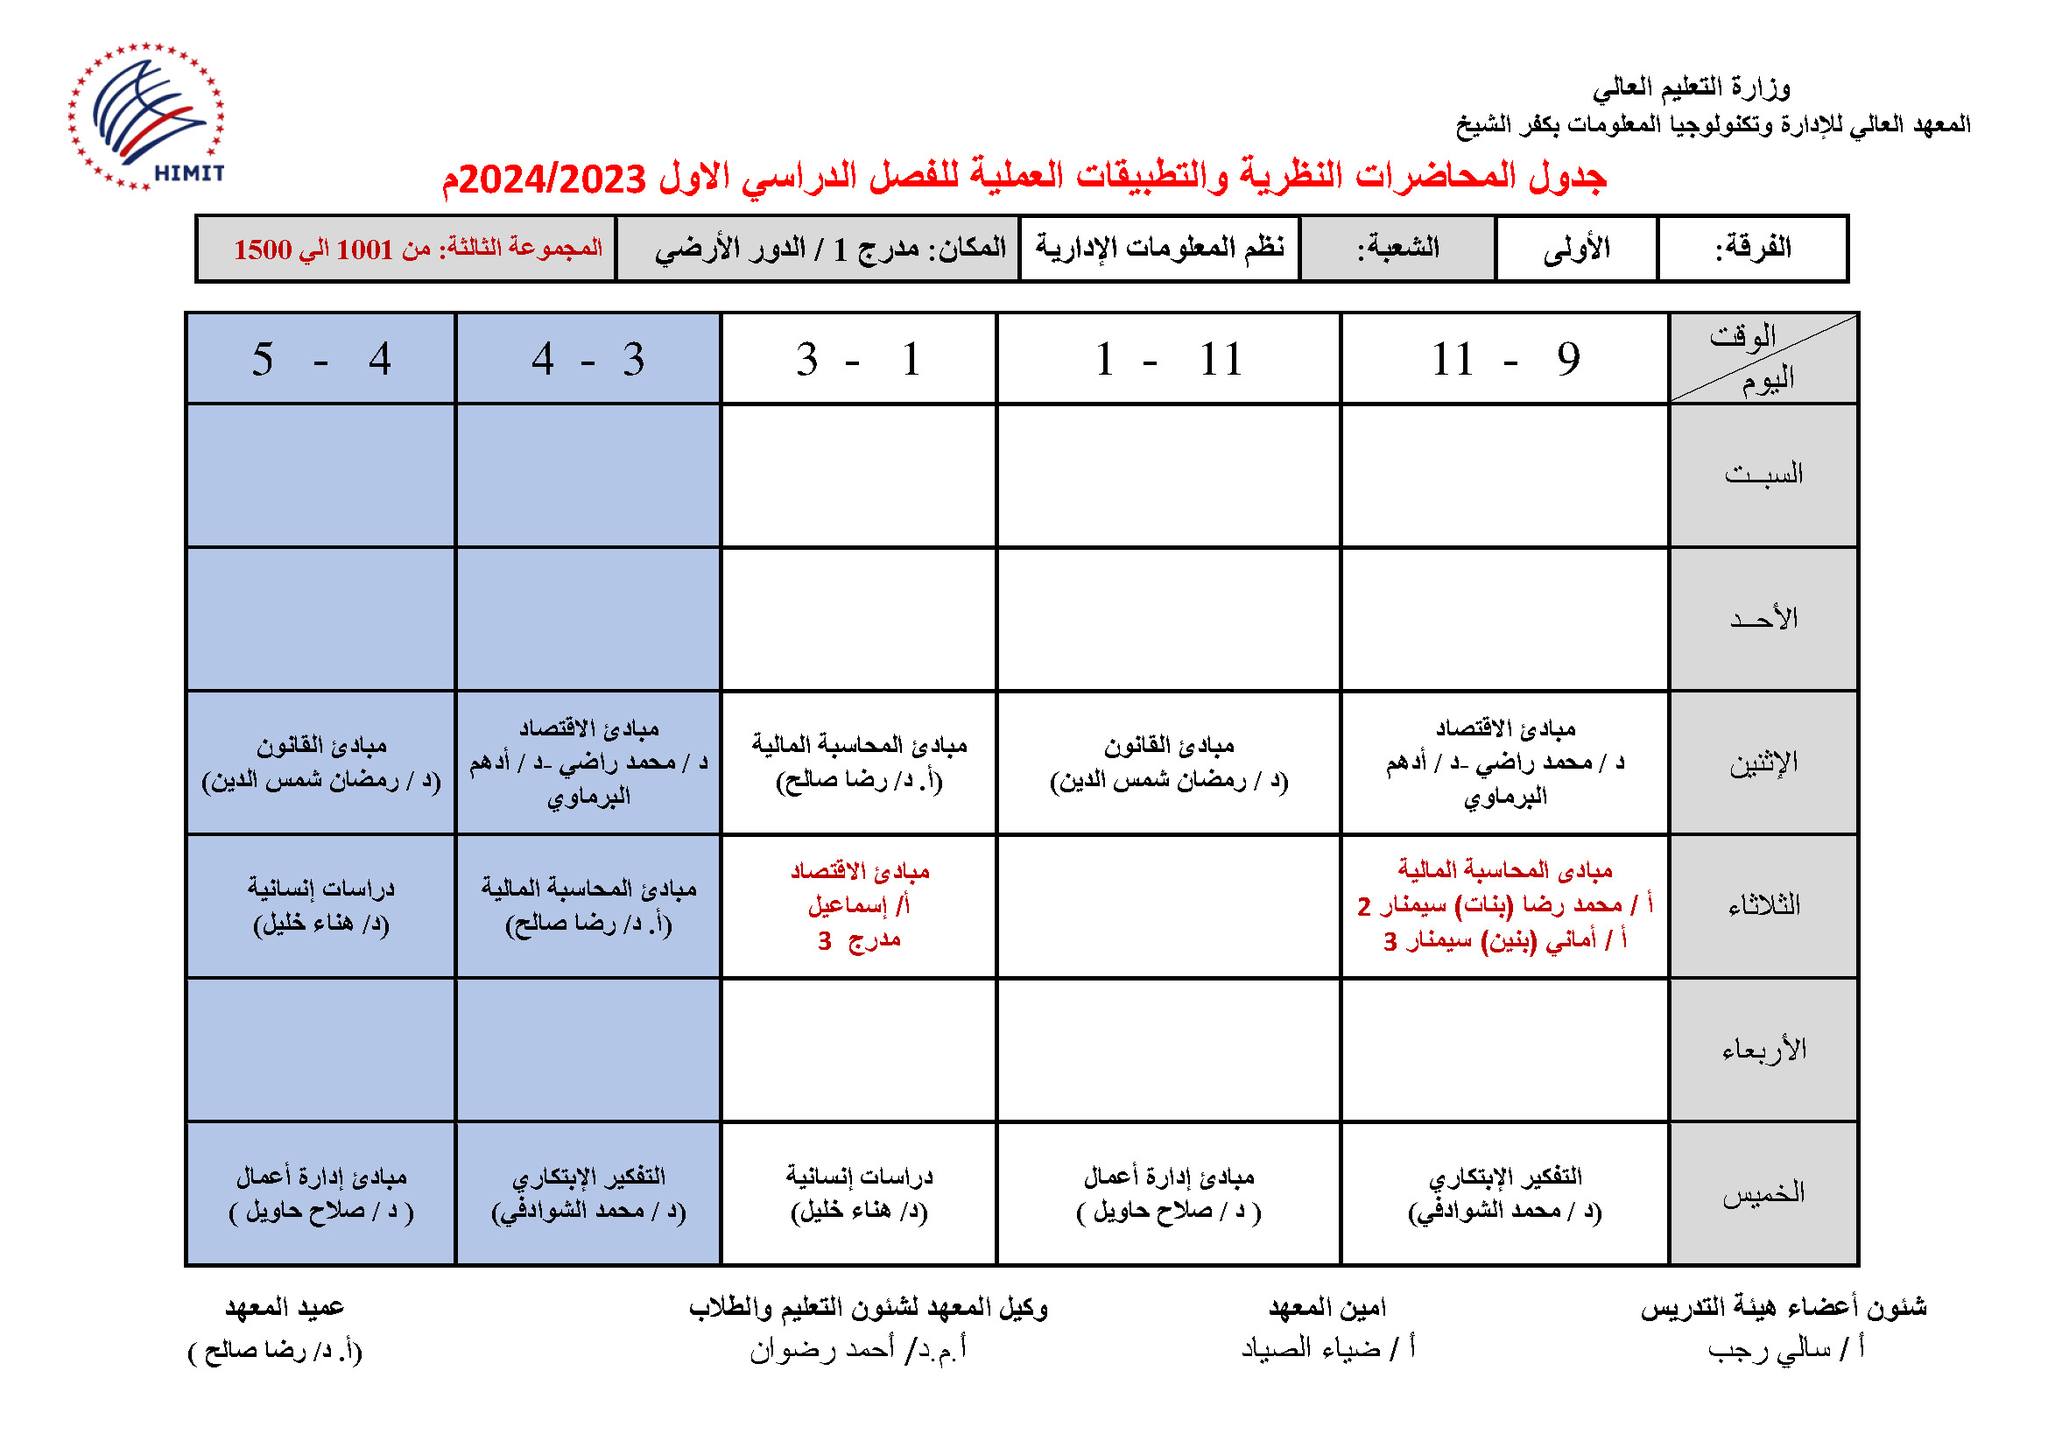 HIMIT
وزارة التعليم العالي
المعهد العالي للإدارة وتكنولوجيا المعلومات بكفر الشيخ
جدول المحاضرات النظرية والتطبيقات العملية للفصل الدراسي الاول 2024/2023م
الفرقة: الأولى الشعبة: نظم المعلومات الإدارية المكان: مدرج 1 / الدور الأرضي المجموعة الثالثة: من 1001 الي 1500
الوقت
اليوم
9 - 11
11 - 1
1 - 3
3 - 4
4 - 5
السبــت
الأحــد
الإثنين
مبادئ الاقتصاد
د / محمد راضي -د / أدهم
البرماوي
مبادئ القانون
(د / رمضان شمس الدين)
مبادئ المحاسبة المالية
(أ. د/ رضا صالح)
مبادئ الاقتصاد
د / محمد راضي -د / أدهم
البرماوي
مبادئ القانون
(د / رمضان شمس الدين)
الثلاثاء
مبادى المحاسبة المالية
أ / محمد رضا (بنات) سيمنار 2
أ / أماني (بنين) سيمنار 3
مبادئ الاقتصاد
أ/ إسماعيل
مدرج 3
مبادئ المحاسبة المالية
(أ. د/ رضا صالح)
دراسات إنسانية
(د/ هناء خليل)
الأربعاء
الخميس
التفكير الإبتكاري
(د / محمد الشوادفي)
مبادئ إدارة أعمال
( د / صلاح حاويل )
دراسات إنسانية
(د/ هناء خليل)
التفكير الإبتكاري
(د / محمد الشوادفي)
مبادئ إدارة أعمال
( د / صلاح حاويل )
شئون أعضاء هيئة التدريس
أ / سالي رجب
امين المعهد
أ / ضياء الصياد
وكيل المعهد لشئون التعليم والطلاب
أ.م.د/ أحمد رضوان
عميد المعهد
(أ. د/ رضا صالح )